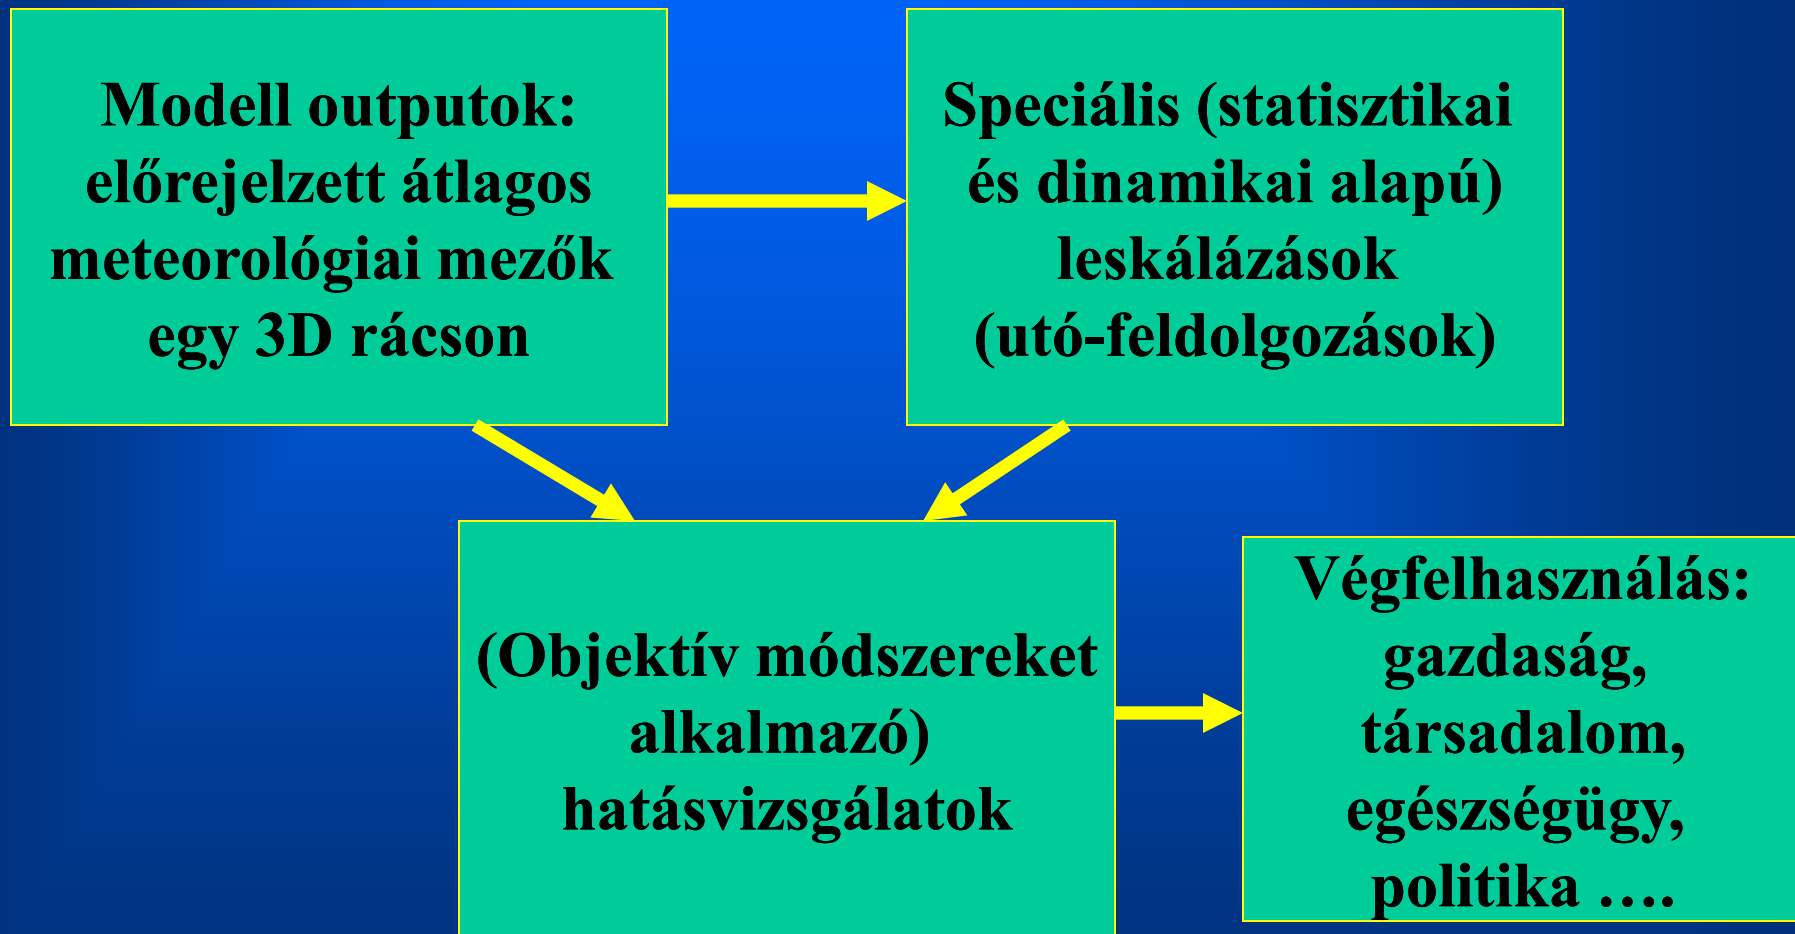 Modell outputok:
előrejelzett átlagos
meteorológiai mezők
egy 3D rácson
Speciális (statisztikai
és dinamikai alapú)
leskálázások
(utó-feldolgozások)
(Objektív módszereket
alkalmazó)
hatásvizsgálatok
Végfelhasználás:
gazdaság,
társadalom,
egészségügy,
politika ….